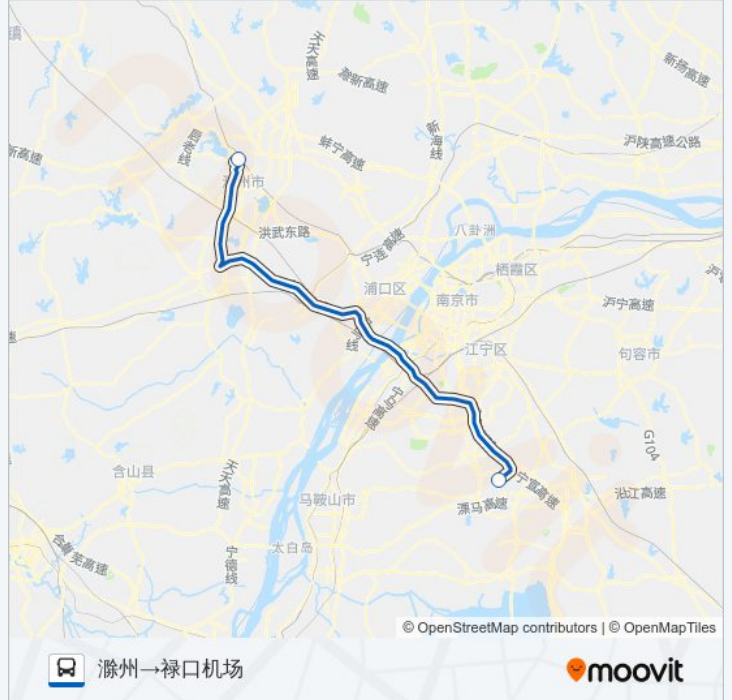 镇
天天高速
滁新高速
新扬高速
新海线
沪陕高速公路
蚌宁高速
新高速
滁州市
洪武东路
八卦洲
宁连高速
栖霞区
浦口区
南京市
沪宁高速
线
江宁区
句容市
宁马高速
G104
含山县
天天高速
宁宣高速
沿江高速
马鞍山市
溧马高速
太白岛
合巢芜高速
宁德线
© OpenStreetMap contributors | © OpenMapTiles
滁州→禄口机场
moovit